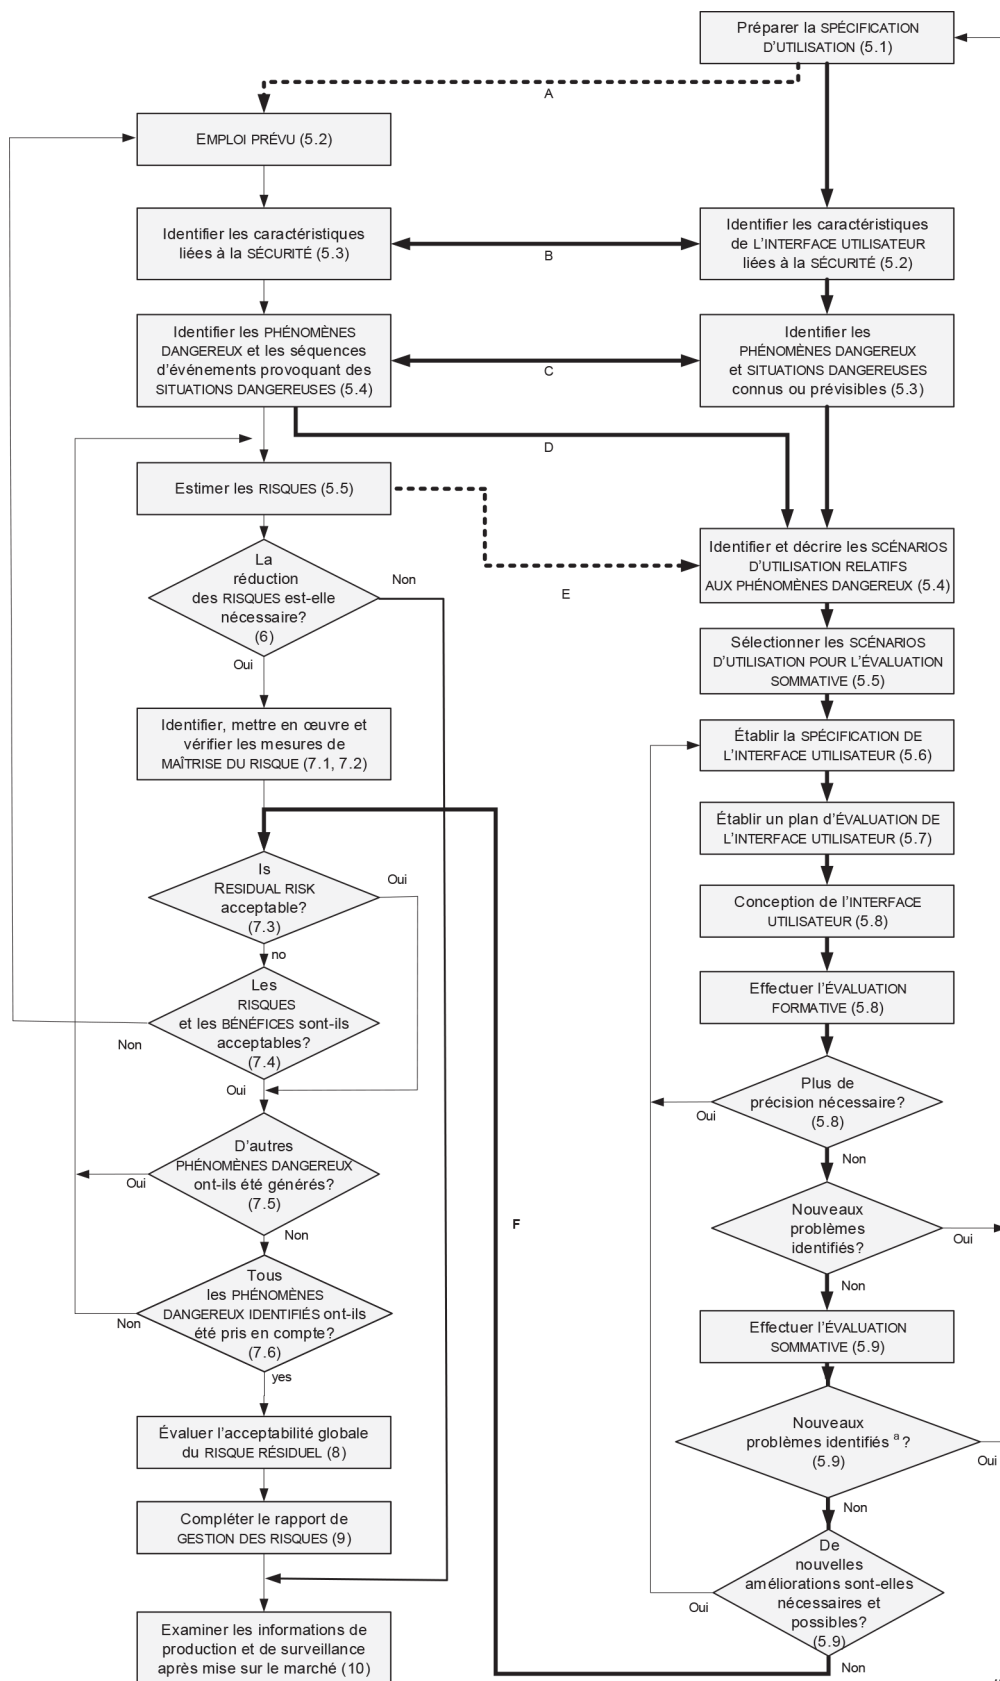 Préparer la SPÉCIFICATION
D'UTILISATION (5.1)
A
EMPLOI PRÉVU (5.2)
Identifier les caractéristiques
liées à la SÉCURITÉ (5.3)
B
Identifier les caractéristiques
de L'INTERFACE UTILISATEUR
liées à la SÉCURITÉ (5.2)
Identifier les PHÉNOMÈNES
DANGEREUX et les séquences
d'événements provoquant des
SITUATIONS DANGEREUSES (5.4)
C
Identifier les
PHÉNOMÈNES DANGEREUX
et SITUATIONS DANGEREUSES
connus ou prévisibles (5.3)
D
Estimer les RISQUES (5.5)
E
Identifier et décrire les SCÉNARIOS
D'UTILISATION RELATIFS
AUX PHÉNOMÈNES DANGEREUX (5.4)
La
réduction
des RISQUES est-elle
nécessaire?
(6)
Non
Oui
Sélectionner les SCÉNARIOS
D'UTILISATION POUR L'ÉVALUATION
SOMMATIVE (5.5)
Identifier, mettre en œuvre et
vérifier les mesures de
MAÎTRISE DU RISQUE (7.1, 7.2)
Établir la SPÉCIFICATION DE
L'INTERFACE UTILISATEUR (5.6)
Établir un plan d'ÉVALUATION DE
L'INTERFACE UTILISATEUR (5.7)
Is
RESIDUAL RISK
acceptable?
(7.3)
Oui
no
Conception de l'INTERFACE
UTILISATEUR (5.8)
Les
RISQUES
et les BÉNÉFICES sont-ils
acceptables?
(7.4)
Non
Oui
Effectuer l'ÉVALUATION
FORMATIVE (5.8)
Plus de
précision nécessaire?
(5.8)
Oui
Non
D'autres
PHÉNOMÈNES DANGEREUX
ont-ils été générés?
(7.5)
Oui
Non
F
Nouveaux
problèmes
identifiés?
Oui
Non
Tous
les PHÉNOMÈNES
DANGEREUX IDENTIFIÉS ont-ils
été pris en compte?
(7.6)
Non
yes
Effectuer l'ÉVALUATION
SOMMATIVE (5.9)
Évaluer l'acceptabilité globale
du RISQUE RÉSIDUEL (8)
Nouveaux
problèmes identifiés a ?
(5.9)
Oui
Non
Compléter le rapport de
GESTION DES RISQUES (9)
De
nouvelles
améliorations sont-elles
nécessaires et
possibles?
(5.9)
Oui
Non
Examiner les informations de
production et de surveillance
après mise sur le marché (10)